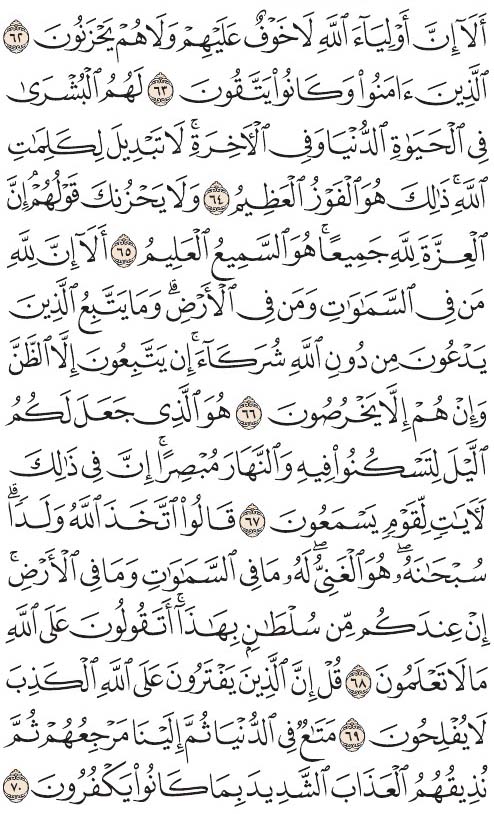 أَلَآ إِنَّ أَوْلِيَآءَ ٱللَّهِ لَا خَوْفٌ عَلَيْهِمْ وَلَا هُمْ يَحْزَنُونَ ٦٢
ٱلَّذِينَ ءَامَنُوا۟ وَكَانُوا۟ يَتَّقُونَ ٦٣ لَهُمُ ٱلْبُشْرَىٰ
فِى ٱلْحَيَوٰةِ ٱلدُّنْيَا وَفِى ٱلْـَٔاخِرَةِ ۚ لَا تَبْدِيلَ لِكَلِمَـٰتِ
ٱللَّهِ ۚ ذَٰلِكَ هُوَ ٱلْفَوْزُ ٱلْعَظِيمُ ٦٤ وَلَا يَحْزُنكَ قَوْلُهُمْ ۘ إِنَّ
ٱلْعِزَّةَ لِلَّهِ جَمِيعًا ۚ هُوَ ٱلسَّمِيعُ ٱلْعَلِيمُ ٦٥ أَلَآ إِنَّ لِلَّهِ
مَن فِى ٱلسَّمَـٰوَٰتِ وَمَن فِى ٱلْأَرْضِ ۗ وَمَا يَتَّبِعُ ٱلَّذِينَ
يَدْعُونَ مِن دُونِ ٱللَّهِ شُرَكَآءَ ۚ إِن يَتَّبِعُونَ إِلَّا ٱلظَّنَّ
وَإِنْ هُمْ إِلَّا يَخْرُصُونَ ٦٦ هُوَ ٱلَّذِى جَعَلَ لَكُمُ
ٱلَّيْلَ لِتَسْكُنُوا۟ فِيهِ وَٱلنَّهَارَ مُبْصِرًا ۚ إِنَّ فِى ذَٰلِكَ
لَـَٔايَـٰتٍ لِّقَوْمٍ يَسْمَعُونَ ٦٧ قَالُوا۟ ٱتَّخَذَ ٱللَّهُ وَلَدًا ۗ
سُبْحَـٰنَهُۥ ۖ هُوَ ٱلْغَنِىُّ ۖ لَهُۥ مَا فِى ٱلسَّمَـٰوَٰتِ وَمَا فِى ٱلْأَرْضِ ۚ
إِنْ عِندَكُم مِّن سُلْطَـٰنٍۭ بِهَـٰذَآ ۚ أَتَقُولُونَ عَلَى ٱللَّهِ
مَا لَا تَعْلَمُونَ ٦٨ قُلْ إِنَّ ٱلَّذِينَ يَفْتَرُونَ عَلَى ٱللَّهِ ٱلْكَذِبَ
لَا يُفْلِحُونَ ٦٩ مَتَـٰعٌ فِى ٱلدُّنْيَا ثُمَّ إِلَيْنَا مَرْجِعُهُمْ ثُمَّ
نُذِيقُهُمُ ٱلْعَذَابَ ٱلشَّدِيدَ بِمَا كَانُوا۟ يَكْفُرُونَ ٧٠